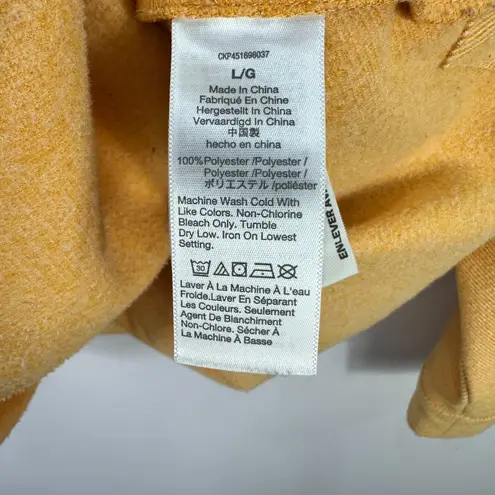 CKP451698037
L/G
Made In China
Fabriqué En Chine
Hergestellt In China
Vervaardigd In China
中国製
hecho en china
100%Polyester /Polyester /
Polyester /Polyester /
ポリエステル /poliéster
Machine Wash Cold With
Like Colors. Non-Chlorine
Bleach Only. Tumble
Dry Low. Iron On Lowest
Setting.
30
Laver À La Machine À L'eau
Froide.Laver En Séparant
Les Couleurs. Seulement
Agent De Blanchiment
Non-Chlore. Sécher À
La Machine À Basse
ENLEVER